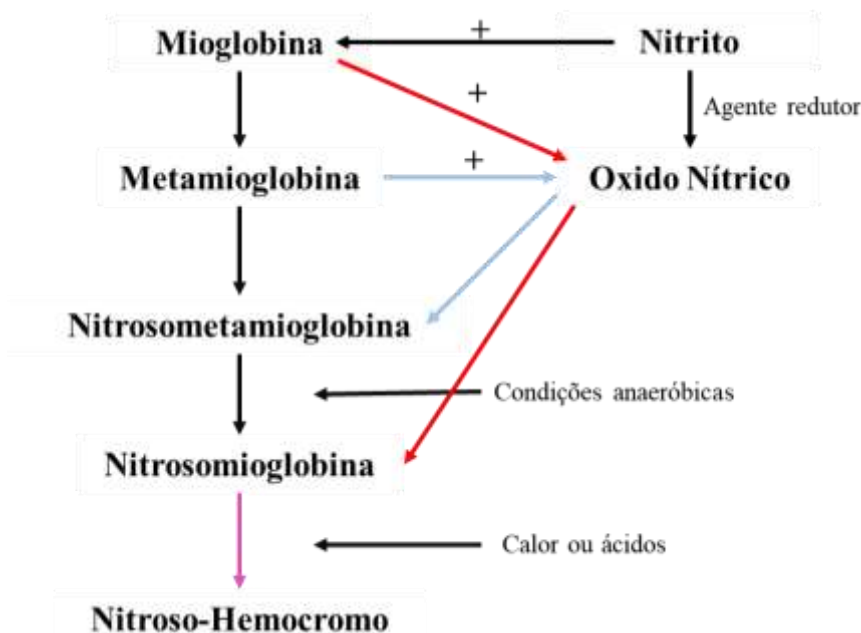 Mioglobina
+
Nitrito
+
Agente redutor
Metamioglobina
+
Oxido Nítrico
Nitrosometamioglobina
Condições anaeróbicas
Nitrosomioglobina
Calor ou ácidos
Nitroso-Hemocromo